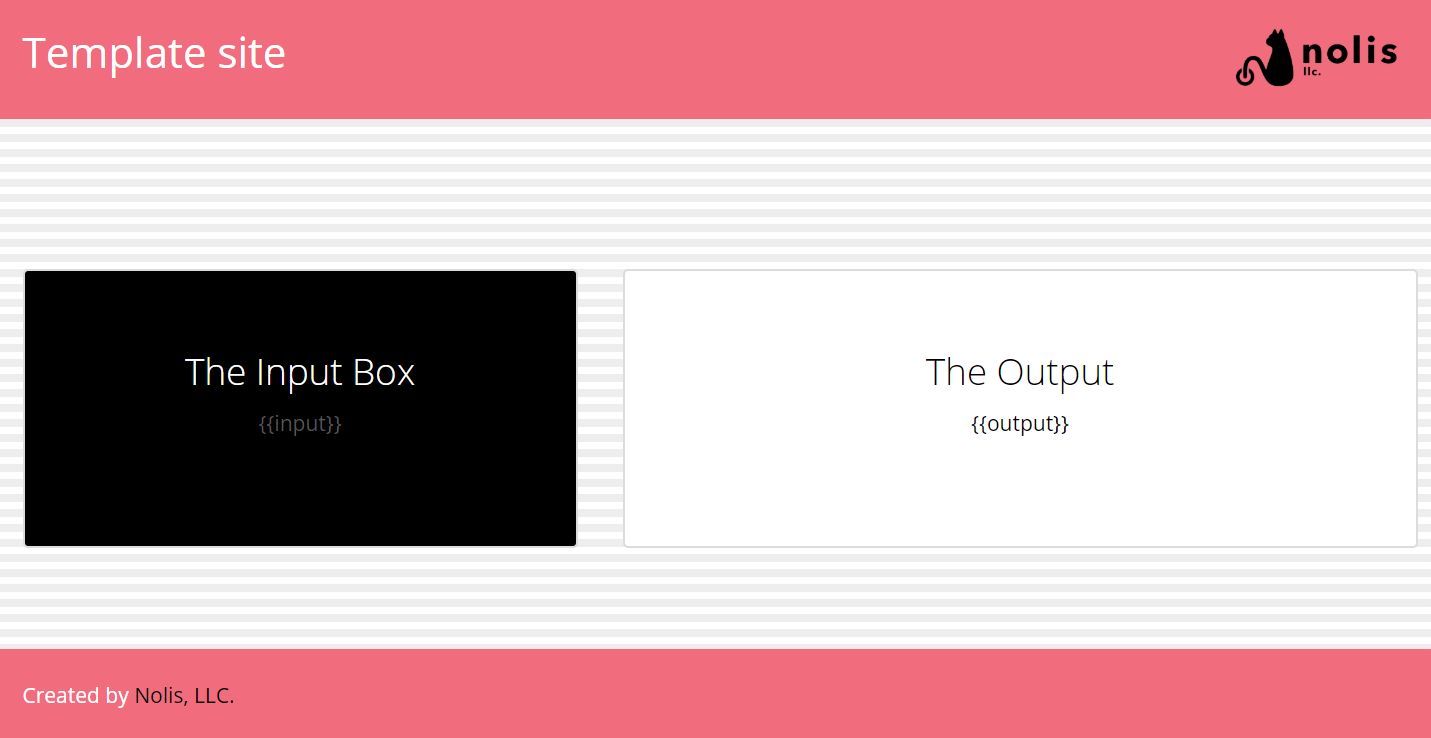 Template site
nolis
llc.
The Input Box
{{input}}
The Output
{{output}}
Created by Nolis, LLC.